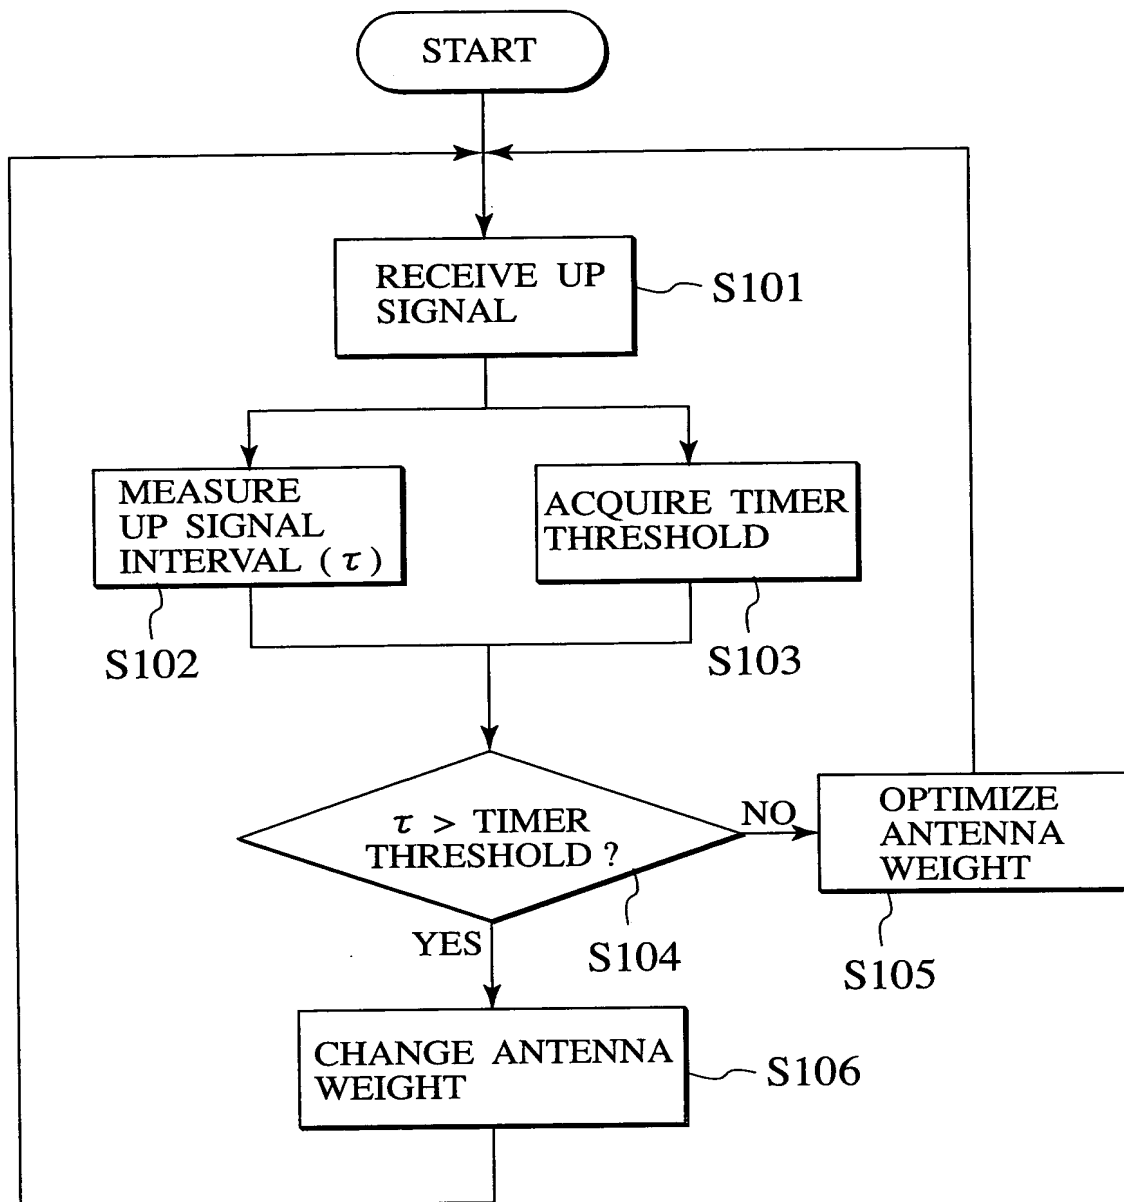 START
RECEIVE UP
SIGNAL
S101
MEASURE
UP SIGNAL
INTERVAL (τ)
S102
ACQUIRE TIMER
THRESHOLD
S103
τ > TIMER
THRESHOLD ?
S104
NO
OPTIMIZE
ANTENNA
WEIGHT
S105
YES
CHANGE ANTENNA
WEIGHT
S106